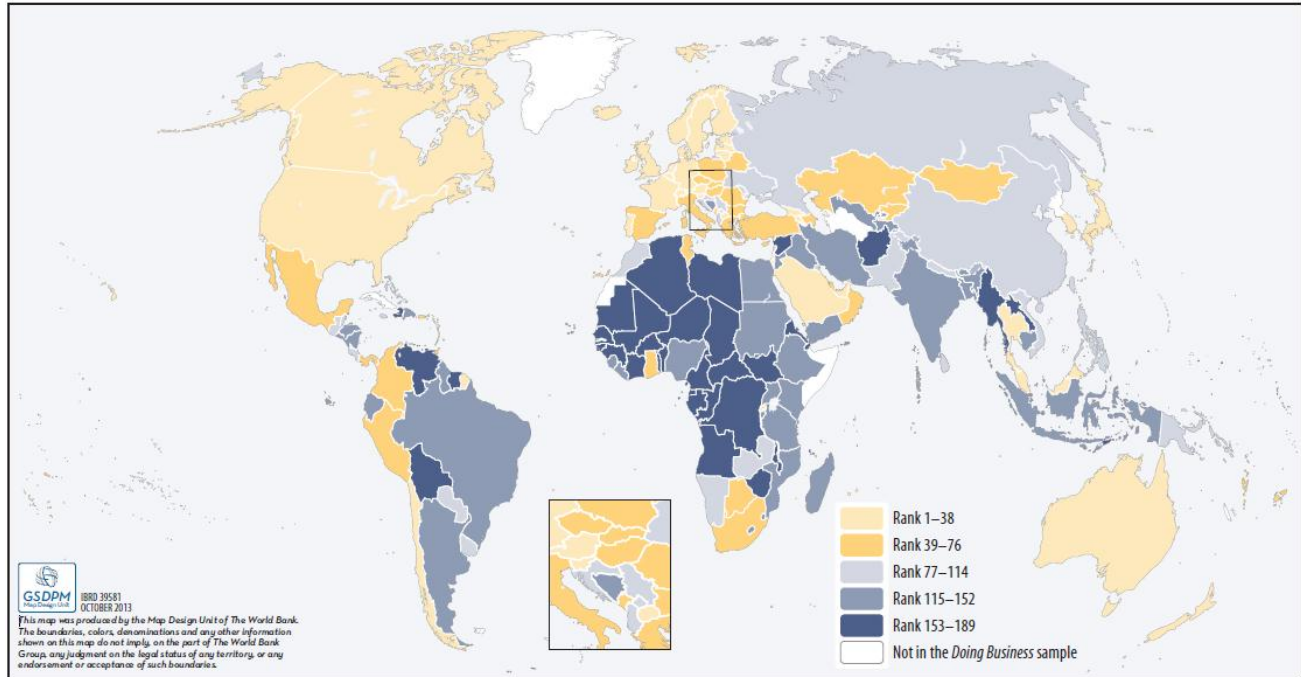 Rank 1–38
Rank 39–76
Rank 77–114
Rank 115–152
Rank 153–189
Not in the Doing Business sample
GSDPM
Map Design Unit
IBRD 39581
OCTOBER 2013
This map was produced by the Map Design Unit of The World Bank.
The boundaries, colors, denominations and any other information
shown on this map do not imply, on the part of The World Bank
Group, any judgment on the legal status of any territory, or any
endorsement or acceptance of such boundaries.